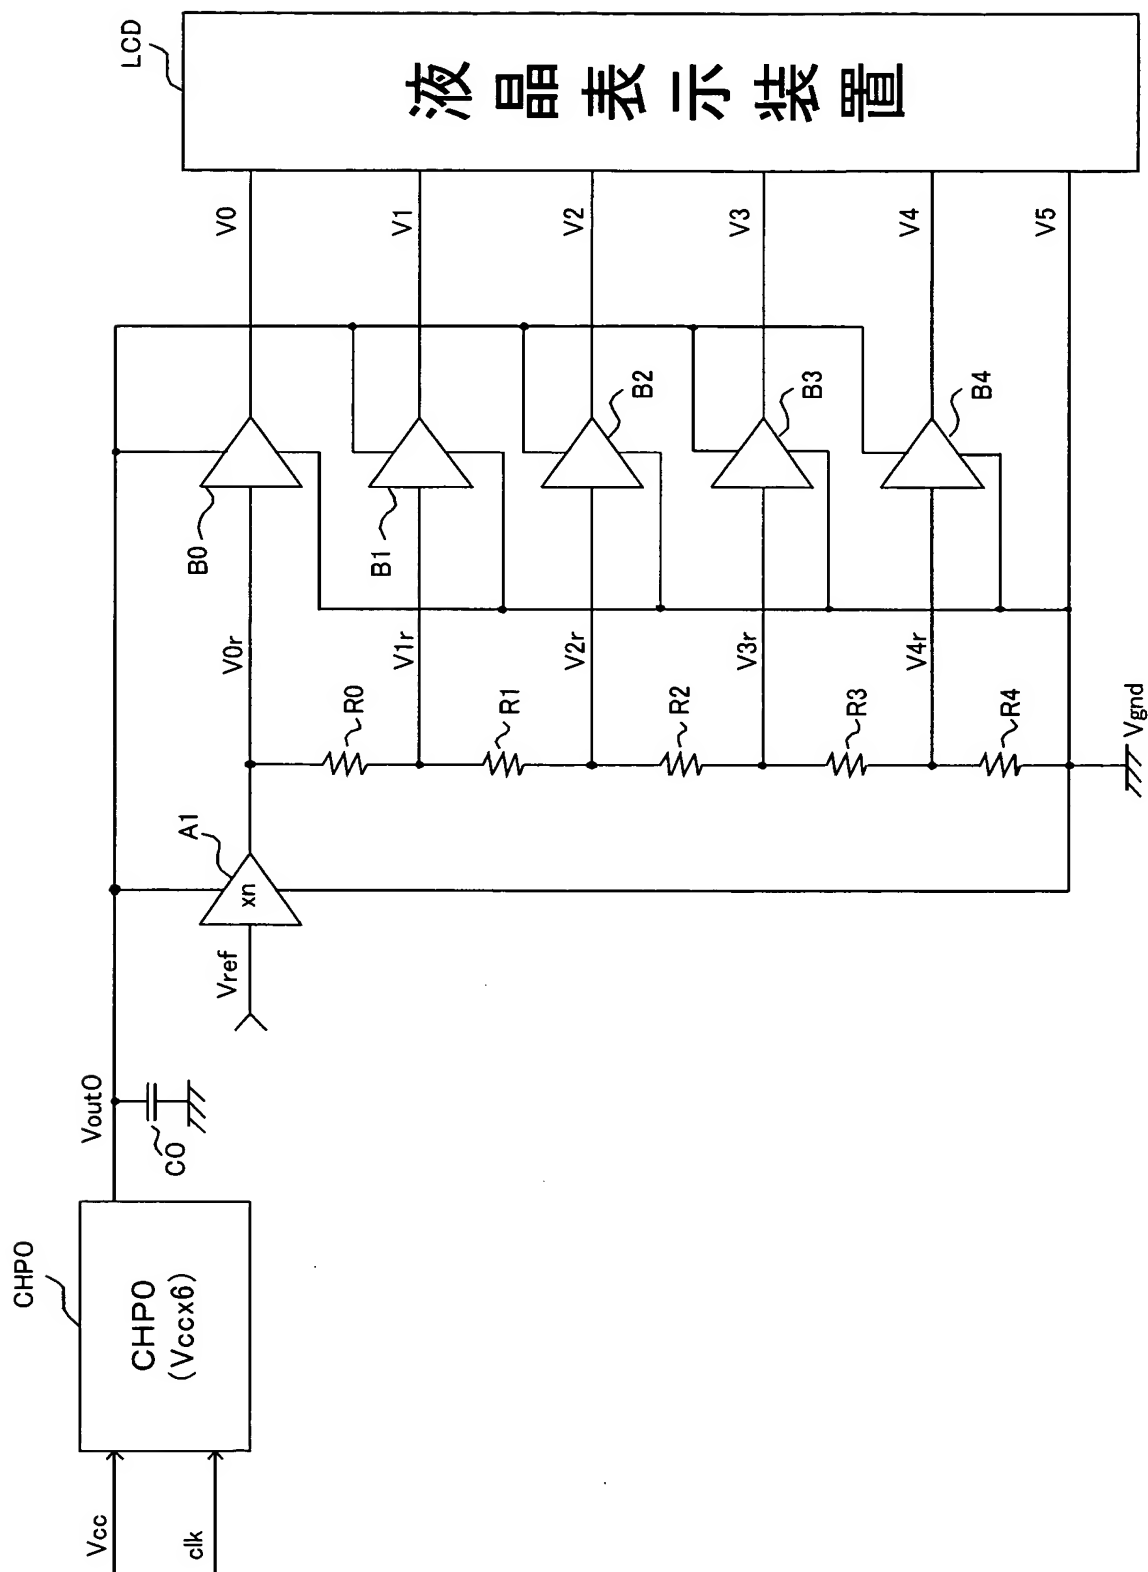 LCD
液晶表示装置
V0
V1
V2
V3
V4
V5
B0
B1
B2
B3
B4
V0r
V1r
V2r
V3r
V4r
R0
R1
R2
R3
R4
Vgnd
A1
xn
Vref
Vout0
C0
CHP0
CHP0
(Vccx6)
Vcc
clk